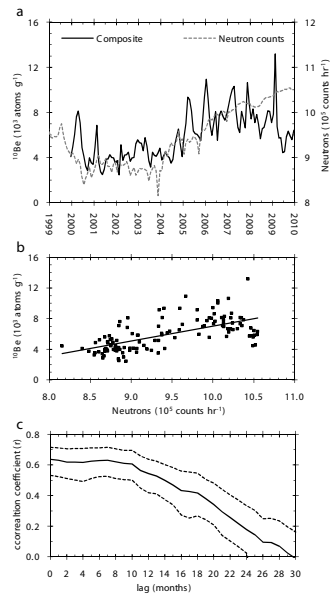 a
16
12
8
4
0
Composite
Neutron counts
12
11
10
9
8
¹⁰Be (10³ atoms g⁻¹)
Neutrons (10⁵ counts hr⁻¹)
1999 2000 2001 2002 2003 2004 2005 2006 2007 2008 2009 2010
b
16
12
8
4
0
¹⁰Be (10³ atoms g⁻¹)
8.0 8.5 9.0 9.5 10.0 10.5 11.0
Neutrons (10⁵ counts hr⁻¹)
c
0.8
0.6
0.4
0.2
0.0
ccorrealtion coefficient (r)
0 2 4 6 8 10 12 14 16 18 20 22 24 26 28 30
lag (months)